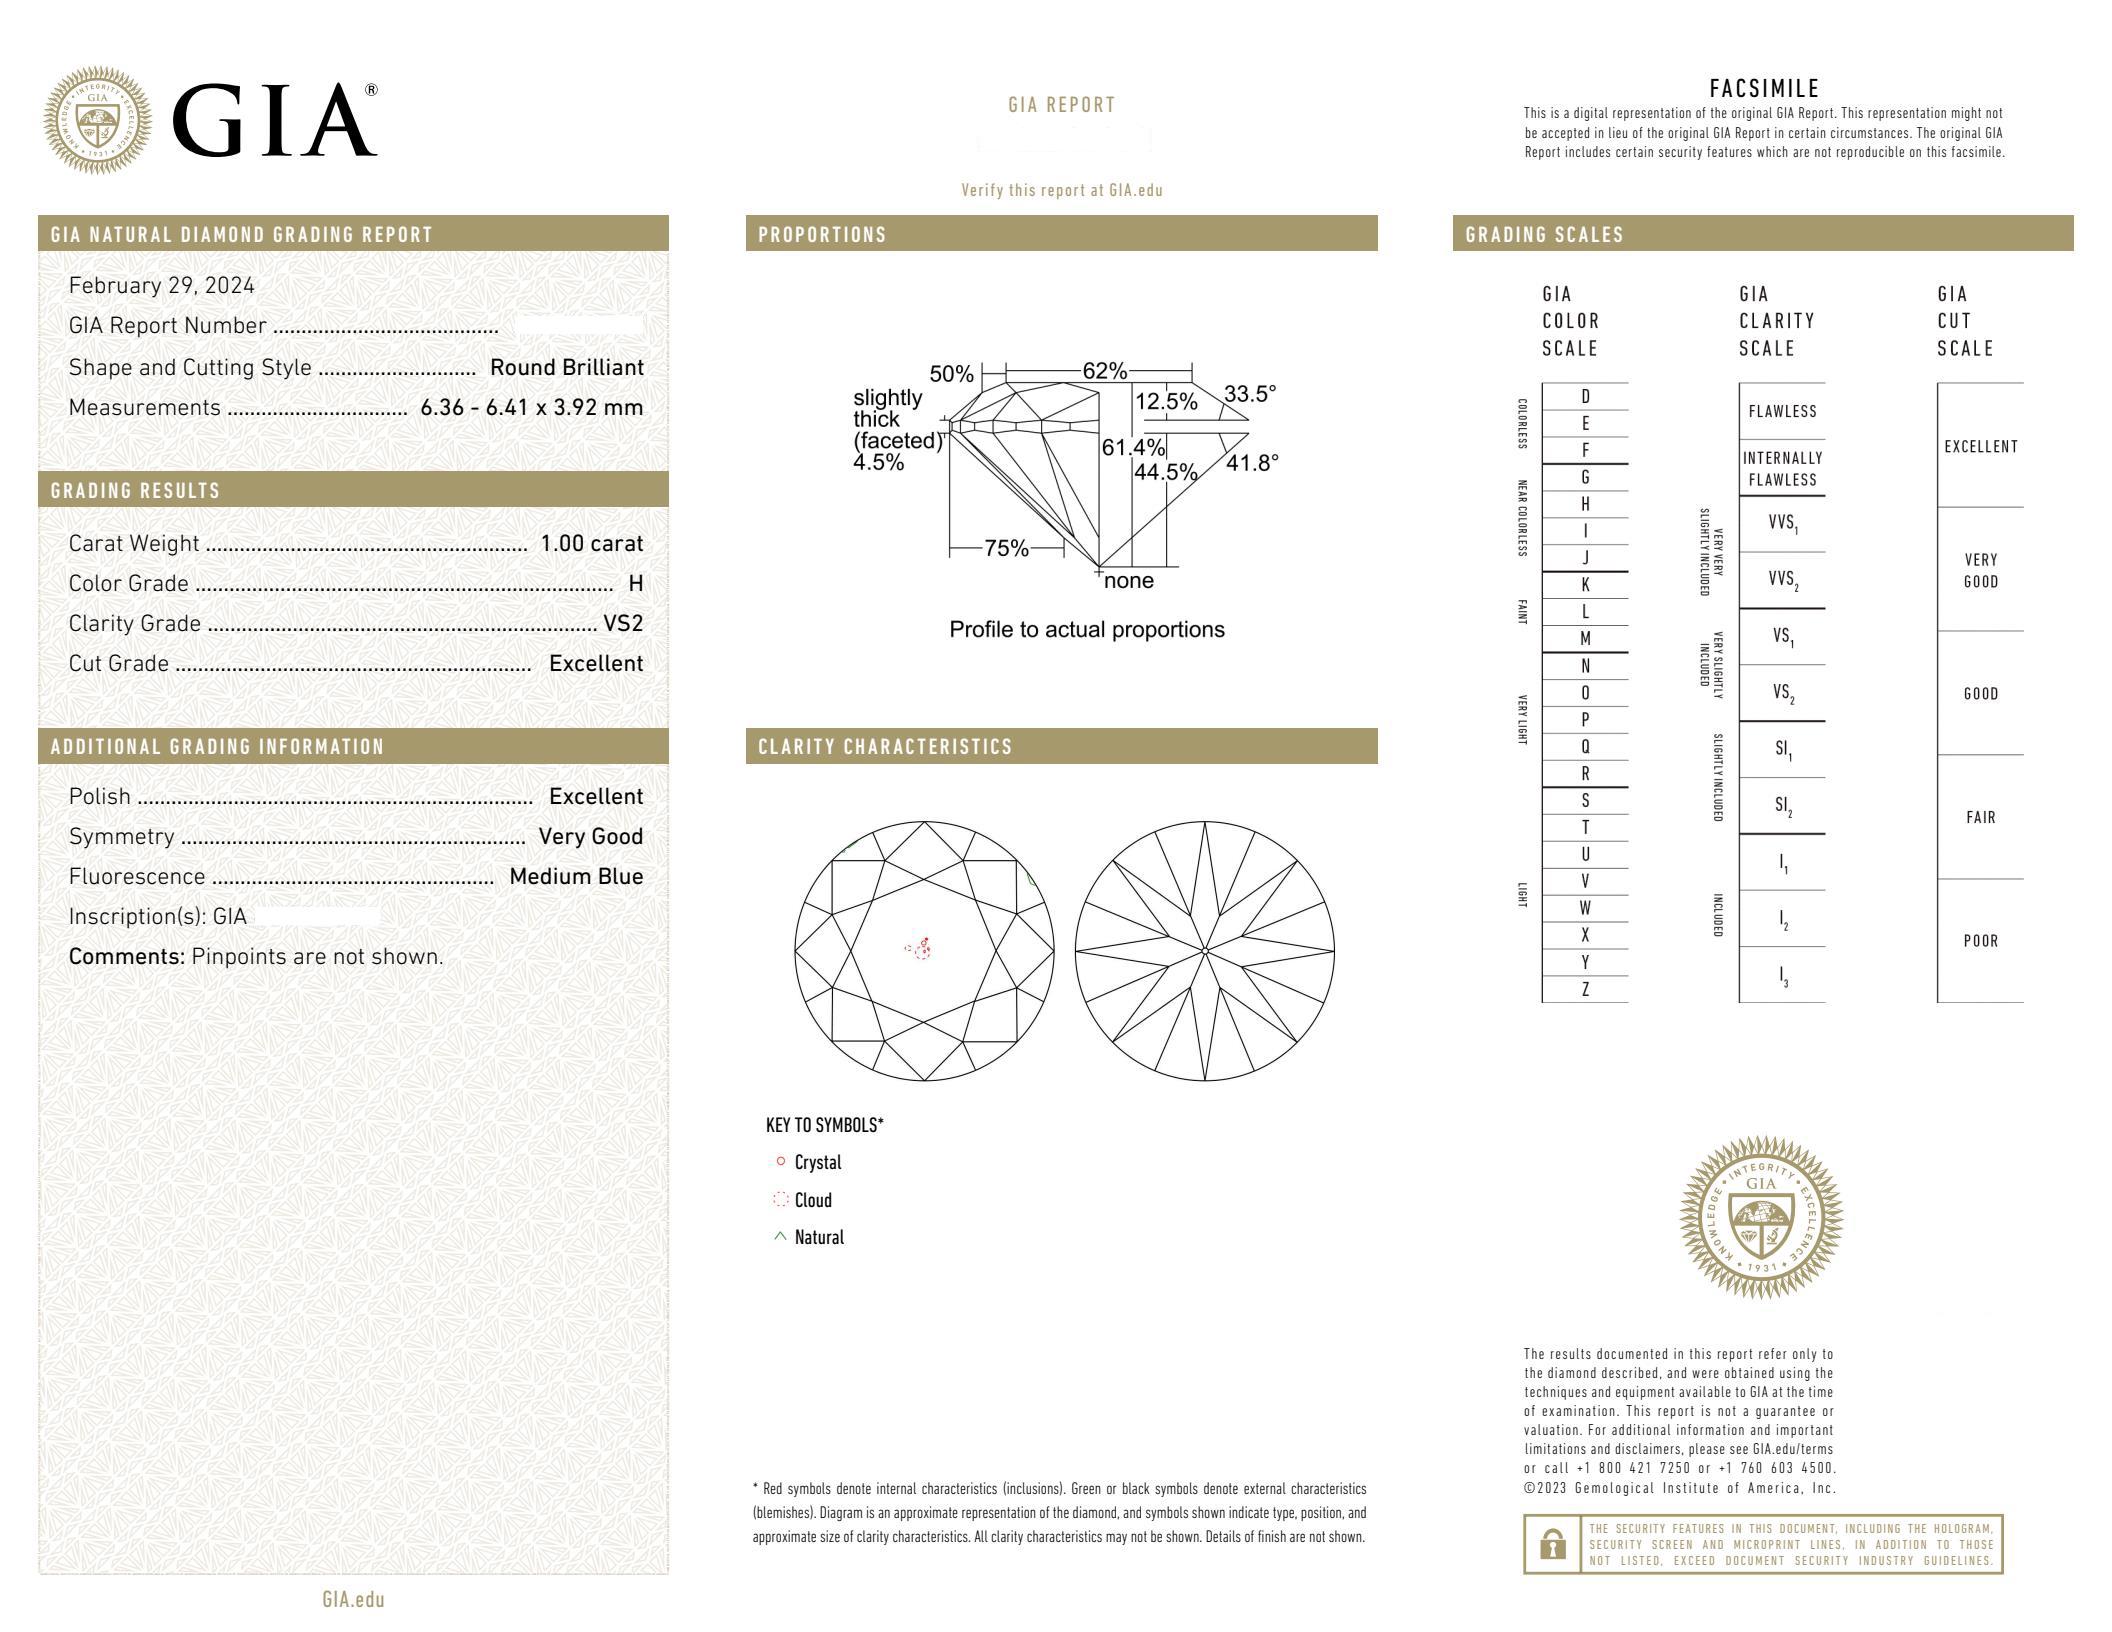 KNOWLEDGE • INTEGRITY • EXCELLENCE
GIA
• 1931 •
GIA®
GIA NATURAL DIAMOND GRADING REPORT
February 29, 2024
GIA Report Number ........................................
Shape and Cutting Style ............................ Round Brilliant
Measurements ................................ 6.36 - 6.41 x 3.92 mm
GRADING RESULTS
Carat Weight ......................................................... 1.00 carat
Color Grade .......................................................................... H
Clarity Grade ..................................................................... VS2
Cut Grade ............................................................... Excellent
ADDITIONAL GRADING INFORMATION
Polish ...................................................................... Excellent
Symmetry ............................................................. Very Good
Fluorescence .................................................. Medium Blue
Inscription(s): GIA
Comments: Pinpoints are not shown.
GIA.edu
GIA REPORT
Verify this report at GIA.edu
PROPORTIONS
50%
62%
slightly
thick
(faceted)
4.5%
12.5%
33.5°
61.4%
44.5%
41.8°
75%
none
Profile to actual proportions
CLARITY CHARACTERISTICS
KEY TO SYMBOLS*
Crystal
Cloud
Natural
* Red symbols denote internal characteristics (inclusions). Green or black symbols denote external characteristics
(blemishes). Diagram is an approximate representation of the diamond, and symbols shown indicate type, position, and
approximate size of clarity characteristics. All clarity characteristics may not be shown. Details of finish are not shown.
FACSIMILE
This is a digital representation of the original GIA Report. This representation might not
be accepted in lieu of the original GIA Report in certain circumstances. The original GIA
Report includes certain security features which are not reproducible on this facsimile.
GRADING SCALES
GIA
COLOR
SCALE
COLORLESS
D
E
F
NEAR COLORLESS
G
H
I
J
FAINT
K
L
M
VERY LIGHT
N
O
P
Q
R
LIGHT
S
T
U
V
W
X
Y
Z
GIA
CLARITY
SCALE
FLAWLESS
INTERNALLY
FLAWLESS
VERY VERY
SLIGHTLY INCLUDED
VVS1
VVS2
VERY SLIGHTLY
INCLUDED
VS1
VS2
SLIGHTLY INCLUDED
SI1
SI2
INCLUDED
I1
I2
I3
GIA
CUT
SCALE
EXCELLENT
VERY
GOOD
GOOD
FAIR
POOR
KNOWLEDGE • INTEGRITY • EXCELLENCE
GIA
• 1931 •
The results documented in this report refer only to
the diamond described, and were obtained using the
techniques and equipment available to GIA at the time
of examination. This report is not a guarantee or
valuation. For additional information and important
limitations and disclaimers, please see GIA.edu/terms
or call +1 800 421 7250 or +1 760 603 4500.
©2023 Gemological Institute of America, Inc.
THE SECURITY FEATURES IN THIS DOCUMENT, INCLUDING THE HOLOGRAM,
SECURITY SCREEN AND MICROPRINT LINES, IN ADDITION TO THOSE
NOT LISTED, EXCEED DOCUMENT SECURITY INDUSTRY GUIDELINES.